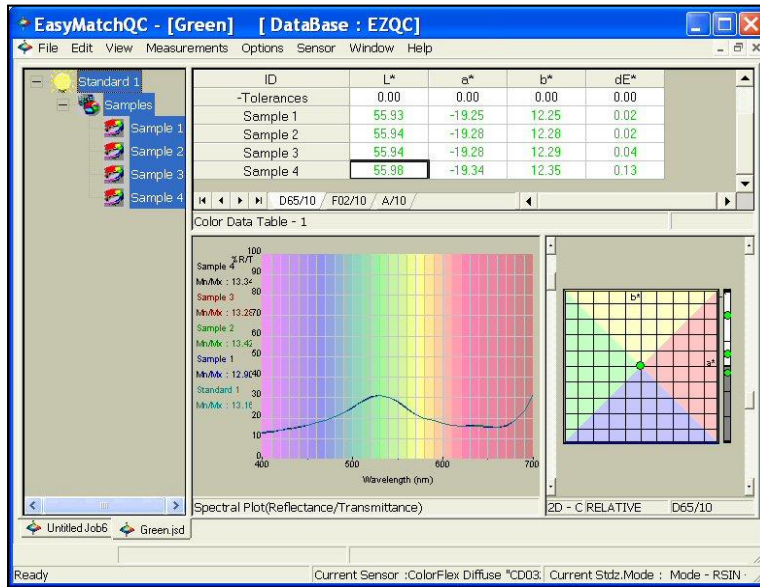 EasyMatchQC - [Green] [ DataBase : EZQC]
File Edit View Measurements Options Sensor Window Help
Standard 1
Samples
Sample 1
Sample 2
Sample 3
Sample 4
ID L* a* b* dE*
-Tolerances 0.00 0.00 0.00 0.00
Sample 1 55.93 -19.25 12.25 0.02
Sample 2 55.94 -19.28 12.28 0.02
Sample 3 55.94 -19.28 12.29 0.04
Sample 4 55.98 -19.34 12.35 0.13
D65/10 F02/10 A/10
Color Data Table - 1
% R/T
100
90
80
70
60
50
40
30
20
10
0
Sample 4
Mn/Mx : 13.34
Sample 3
Mn/Mx : 13.28
Sample 2
Mn/Mx : 13.42
Sample 1
Mn/Mx : 12.90
Standard 1
Mn/Mx : 13.16
400 500 600 700
Wavelength (nm)
Spectral Plot(Reflectance/Transmittance)
b*
a*
2D - C RELATIVE D65/10
Untitled Job6 Green.jsd
Ready Current Sensor :ColorFlex Diffuse "CD03 Current Stdz.Mode : Mode - RSIN -